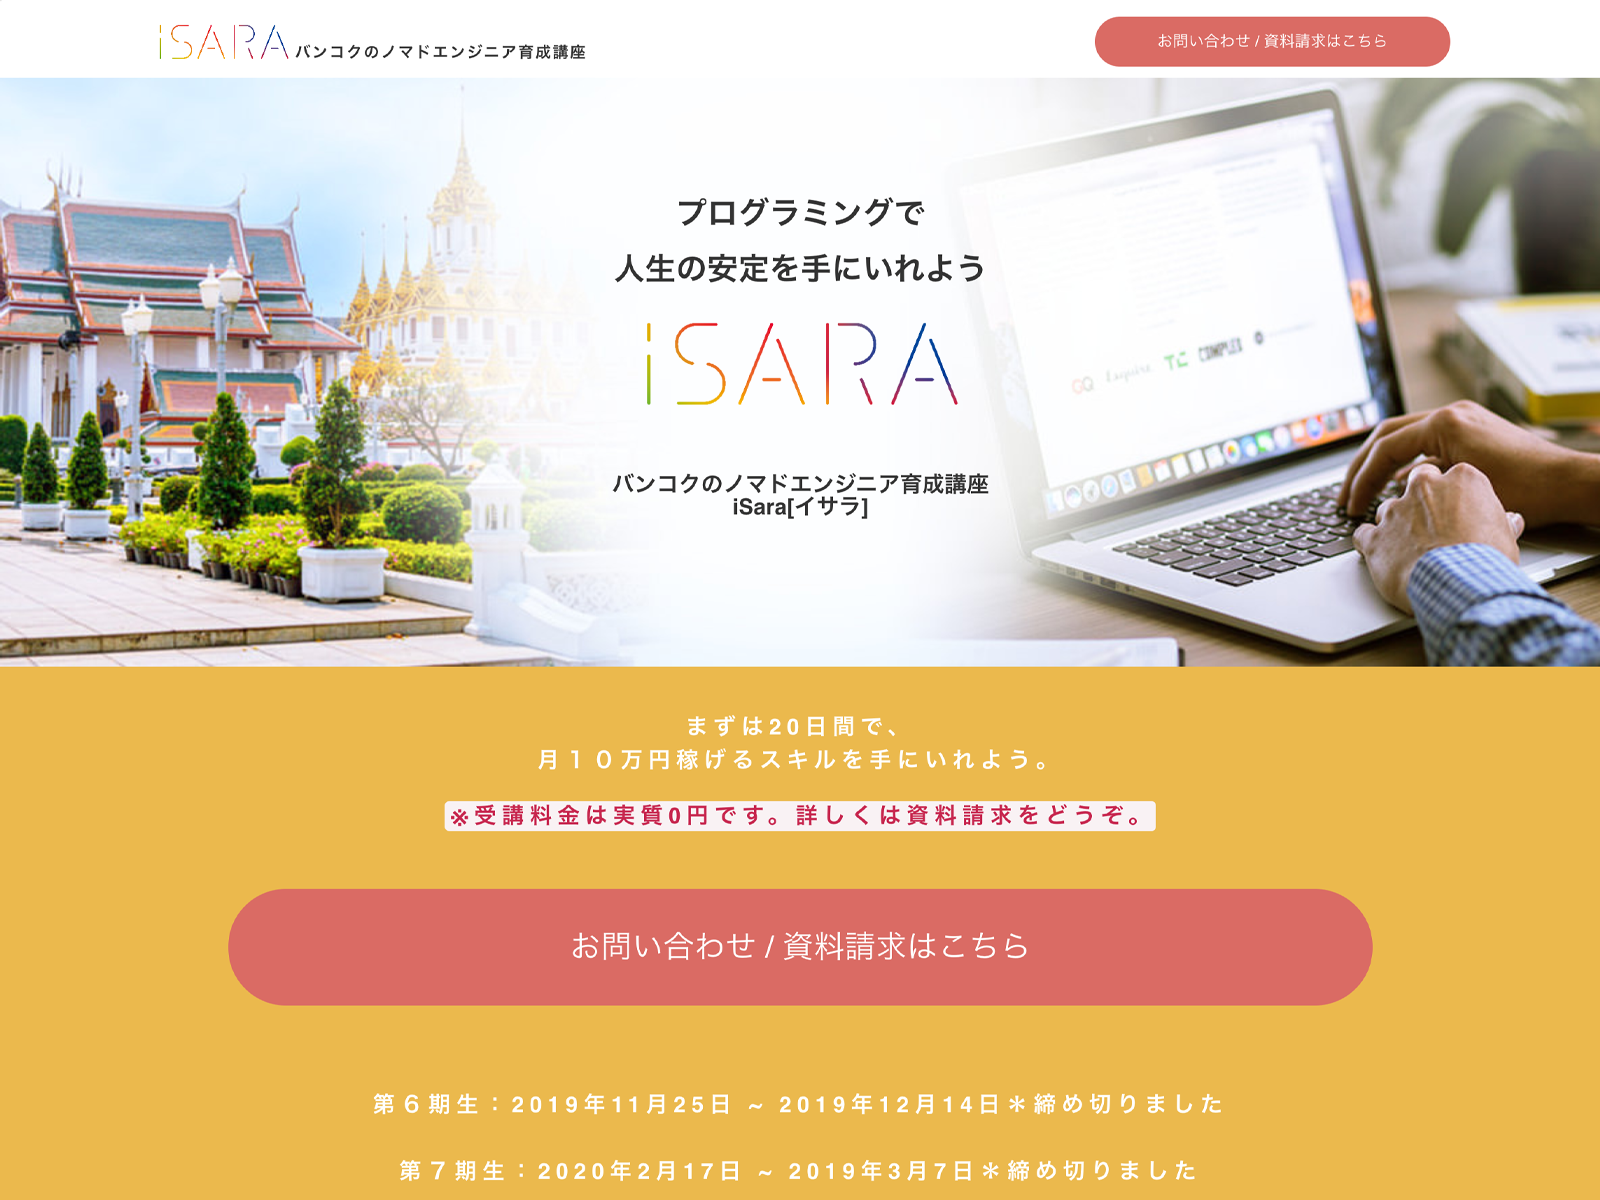 iSARA バンコクのノマドエンジニア育成講座
お問い合わせ / 資料請求はこちら
プログラミングで
人生の安定を手にいれよう
iSARA
バンコクのノマドエンジニア育成講座
iSara[イサラ]
GQ Esquire TC COMPLEX
まずは20日間で、
月１０万円稼げるスキルを手にいれよう。
※受講料金は実質0円です。詳しくは資料請求をどうぞ。
お問い合わせ / 資料請求はこちら
第６期生：2019年11月25日 ~ 2019年12月14日＊締め切りました
第７期生：2020年2月17日 ~ 2019年3月7日＊締め切りました